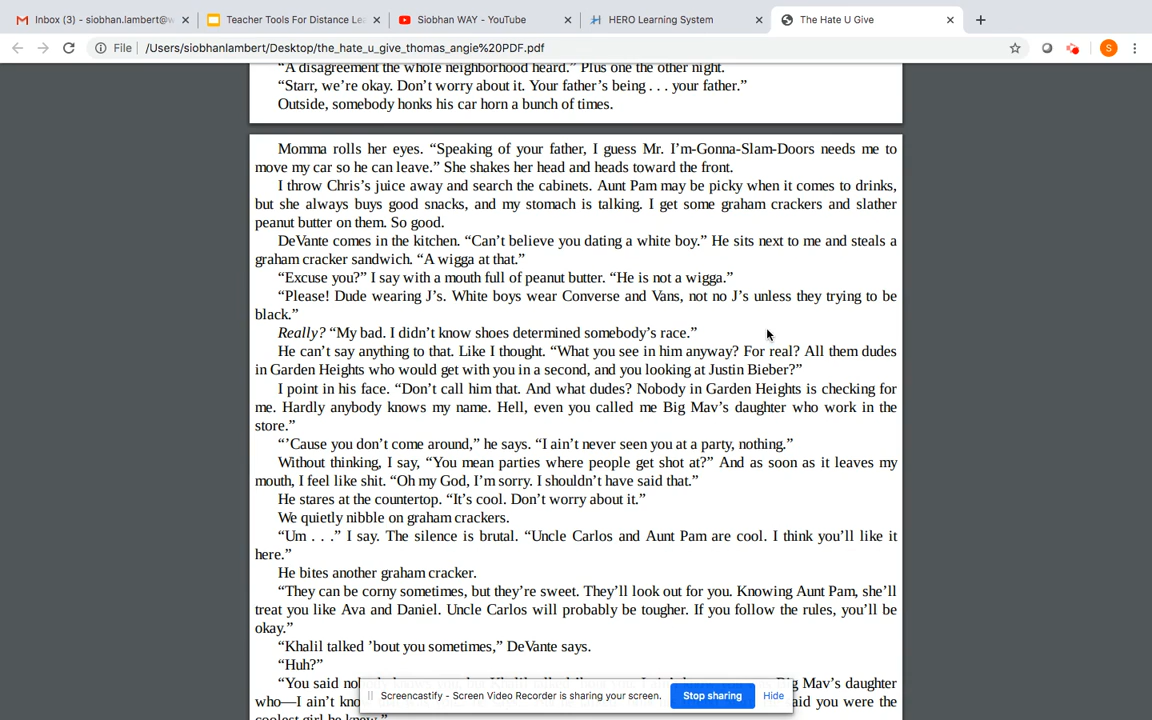 Inbox (3) - siobhan.lambert@w
Teacher Tools For Distance Le
Siobhan WAY - YouTube
HERO Learning System
The Hate U Give
File
/Users/siobhanlambert/Desktop/the_hate_u_give_thomas_angie%20PDF.pdf
S
“A disagreement the whole neighborhood heard.” Plus one the other night.
“Starr, we’re okay. Don’t worry about it. Your father’s being . . . your father.”
Outside, somebody honks his car horn a bunch of times.
Momma rolls her eyes. “Speaking of your father, I guess Mr. I’m-Gonna-Slam-Doors needs me to
move my car so he can leave.” She shakes her head and heads toward the front.
I throw Chris’s juice away and search the cabinets. Aunt Pam may be picky when it comes to drinks,
but she always buys good snacks, and my stomach is talking. I get some graham crackers and slather
peanut butter on them. So good.
DeVante comes in the kitchen. “Can’t believe you dating a white boy.” He sits next to me and steals a
graham cracker sandwich. “A wigga at that.”
“Excuse you?” I say with a mouth full of peanut butter. “He is not a wigga.”
“Please! Dude wearing J’s. White boys wear Converse and Vans, not no J’s unless they trying to be
black.”
Really? “My bad. I didn’t know shoes determined somebody’s race.”
He can’t say anything to that. Like I thought. “What you see in him anyway? For real? All them dudes
in Garden Heights who would get with you in a second, and you looking at Justin Bieber?”
I point in his face. “Don’t call him that. And what dudes? Nobody in Garden Heights is checking for
me. Hardly anybody knows my name. Hell, even you called me Big Mav’s daughter who work in the
store.”
“’Cause you don’t come around,” he says. “I ain’t never seen you at a party, nothing.”
Without thinking, I say, “You mean parties where people get shot at?” And as soon as it leaves my
mouth, I feel like shit. “Oh my God, I’m sorry. I shouldn’t have said that.”
He stares at the countertop. “It’s cool. Don’t worry about it.”
We quietly nibble on graham crackers.
“Um . . .” I say. The silence is brutal. “Uncle Carlos and Aunt Pam are cool. I think you’ll like it
here.”
He bites another graham cracker.
“They can be corny sometimes, but they’re sweet. They’ll look out for you. Knowing Aunt Pam, she’ll
treat you like Ava and Daniel. Uncle Carlos will probably be tougher. If you follow the rules, you’ll be
okay.”
“Khalil talked ’bout you sometimes,” DeVante says.
“Huh?”
“You said Mav’s daughter
who—I ain’t you were the
coolest girl he knew.”
Screencastify - Screen Video Recorder is sharing your screen.
Stop sharing
Hide